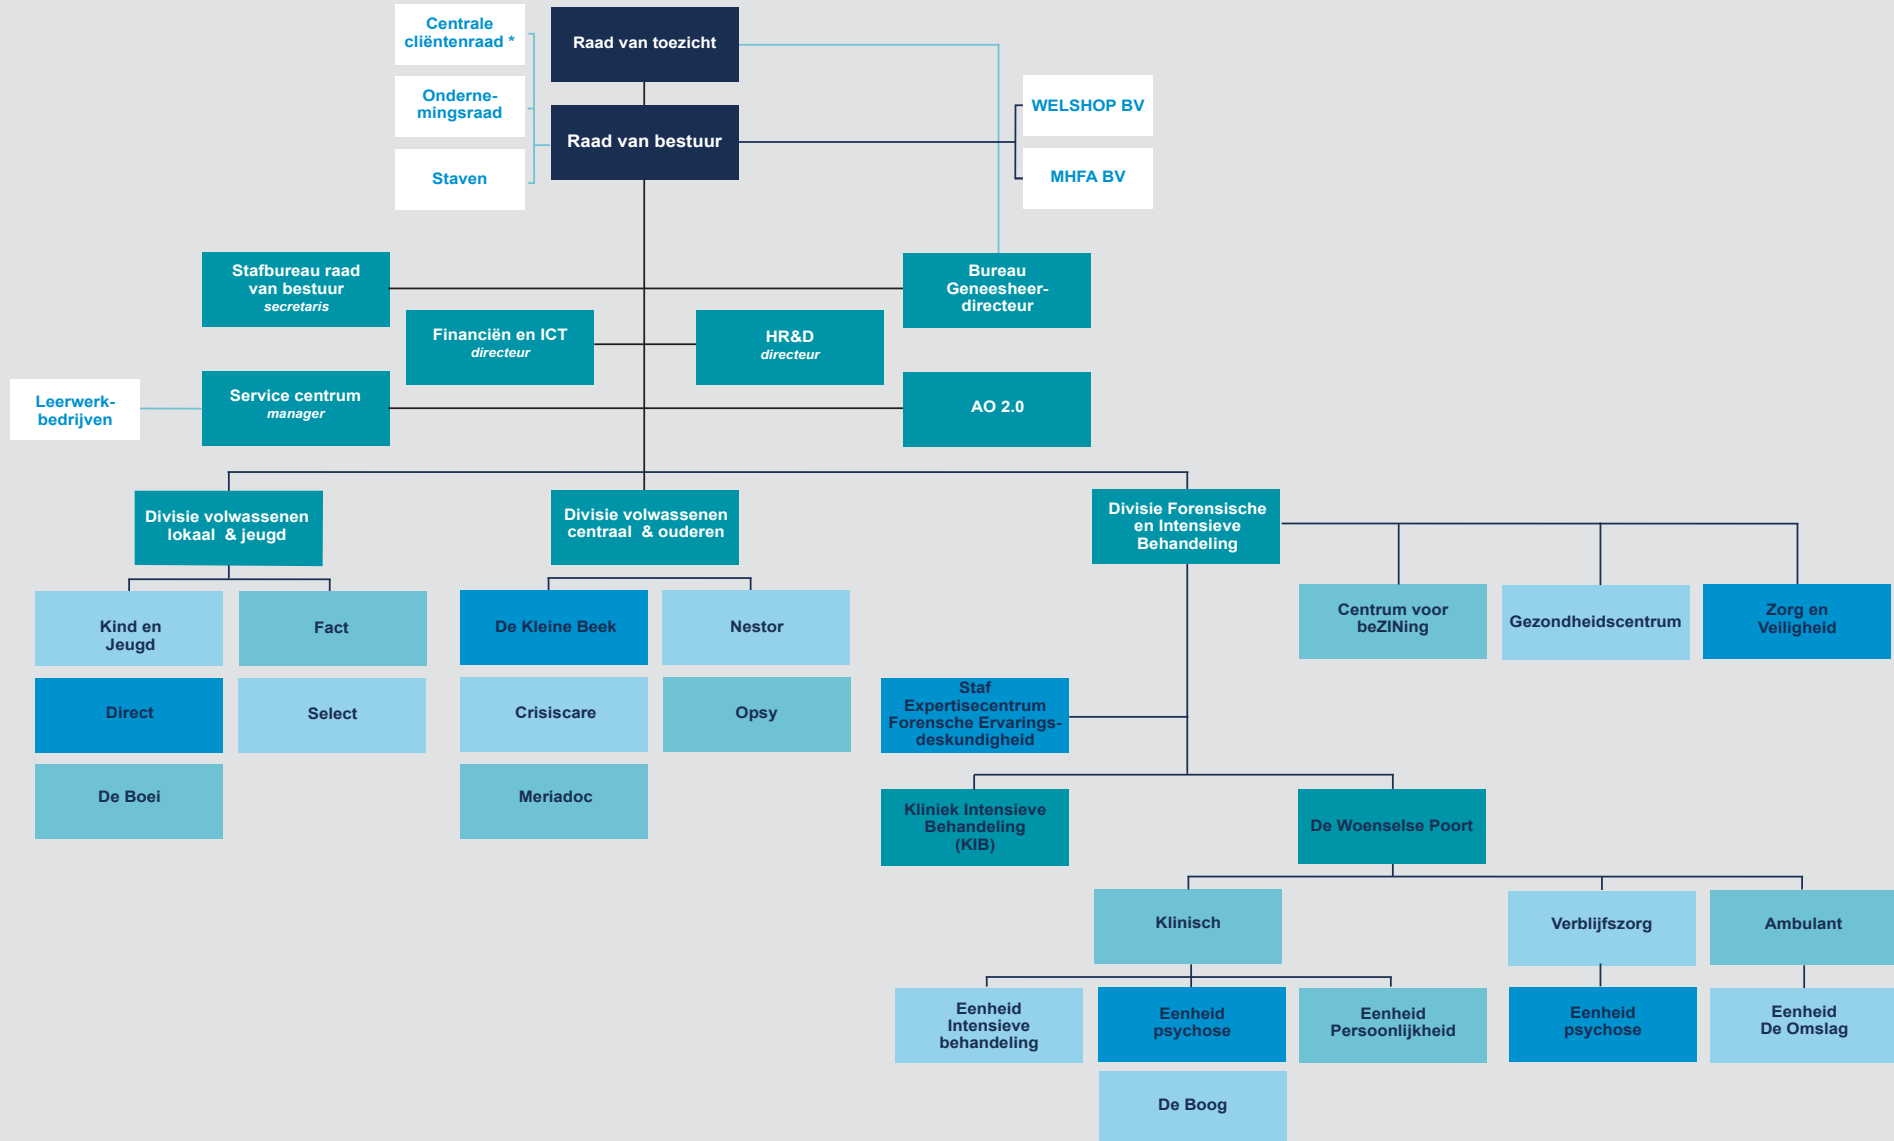 Centrale
cliëntenraad *
Raad van toezicht
Onderne-
mingsraad
WELSHOP BV
Raad van bestuur
Staven
MHFA BV
Stafbureau raad
van bestuur
secretaris
Bureau
Geneesheer-
directeur
Financiën en ICT
directeur
HR&D
directeur
Leerwerk-
bedrijven
Service centrum
manager
AO 2.0
Divisie volwassenen
lokaal & jeugd
Divisie volwassenen
centraal & ouderen
Divisie Forensische
en Intensieve
Behandeling
Kind en
Jeugd
Fact
De Kleine Beek
Nestor
Centrum voor
beZINing
Gezondheidscentrum
Zorg en
Veiligheid
Direct
Select
Crisiscare
Opsy
Staf
Expertisecentrum
Forensche Ervarings-
deskundigheid
De Boei
Meriadoc
Kliniek Intensieve
Behandeling
(KIB)
De Woenselse Poort
Klinisch
Verblijfszorg
Ambulant
Eenheid
Intensieve
behandeling
Eenheid
psychose
Eenheid
Persoonlijkheid
Eenheid
psychose
Eenheid
De Omslag
De Boog